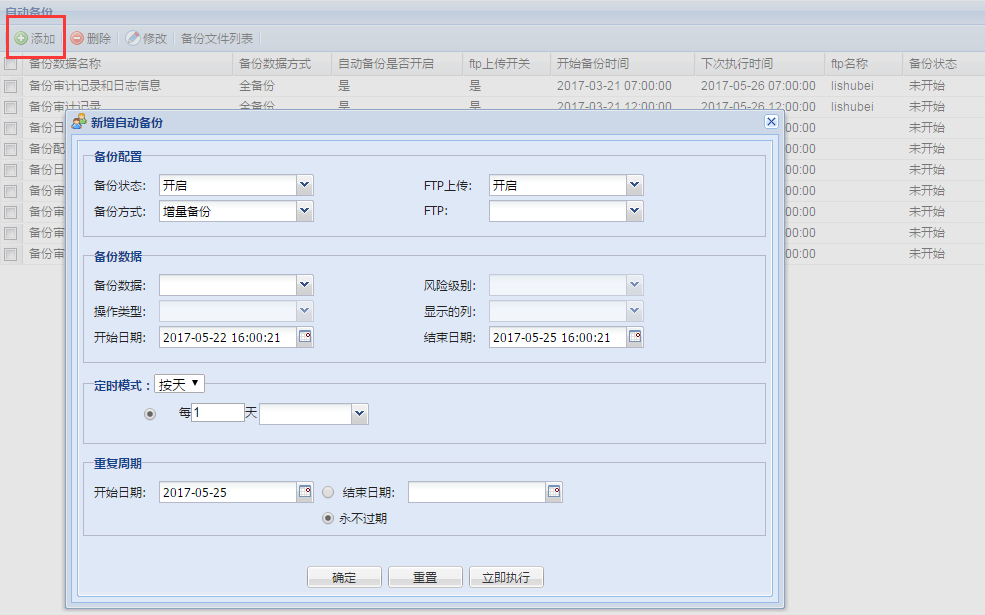 自动备份
添加 删除 修改 备份文件列表
备份数据名称 备份数据方式 自动备份是否开启 ftp上传开关 开始备份时间 下次执行时间 ftp名称 备份状态
备份审计记录和日志信息 全备份 是 是 2017-03-21 07:00:00 2017-05-26 07:00:00 lishubei 未开始
备份审计记录 全备份 是 是 2017-03-21 12:00:00 2017-05-26 12:00:00 lishubei 未开始
备份日 00:00 未开始
备份配 00:00 未开始
备份日 00:00 未开始
备份审 00:00 未开始
备份审 00:00 未开始
备份审 00:00 未开始
备份审 00:00 未开始
新增自动备份
备份配置
备份状态: 开启 FTP上传: 开启
备份方式: 增量备份 FTP:
备份数据
备份数据: 风险级别:
操作类型: 显示的列:
开始日期: 2017-05-22 16:00:21 结束日期: 2017-05-25 16:00:21
定时模式: 按天
每 1 天
重复周期
开始日期: 2017-05-25 结束日期:
永不过期
确定 重置 立即执行